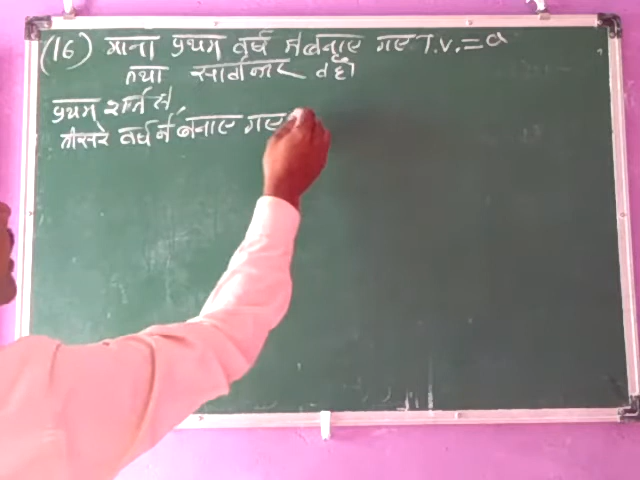 (16) माना प्रथम वर्ष में बनाए गए T.V. = a
तथा सार्वान्तर d हो
प्रथम शर्त से,
तीसरे वर्ष में बनाए गए